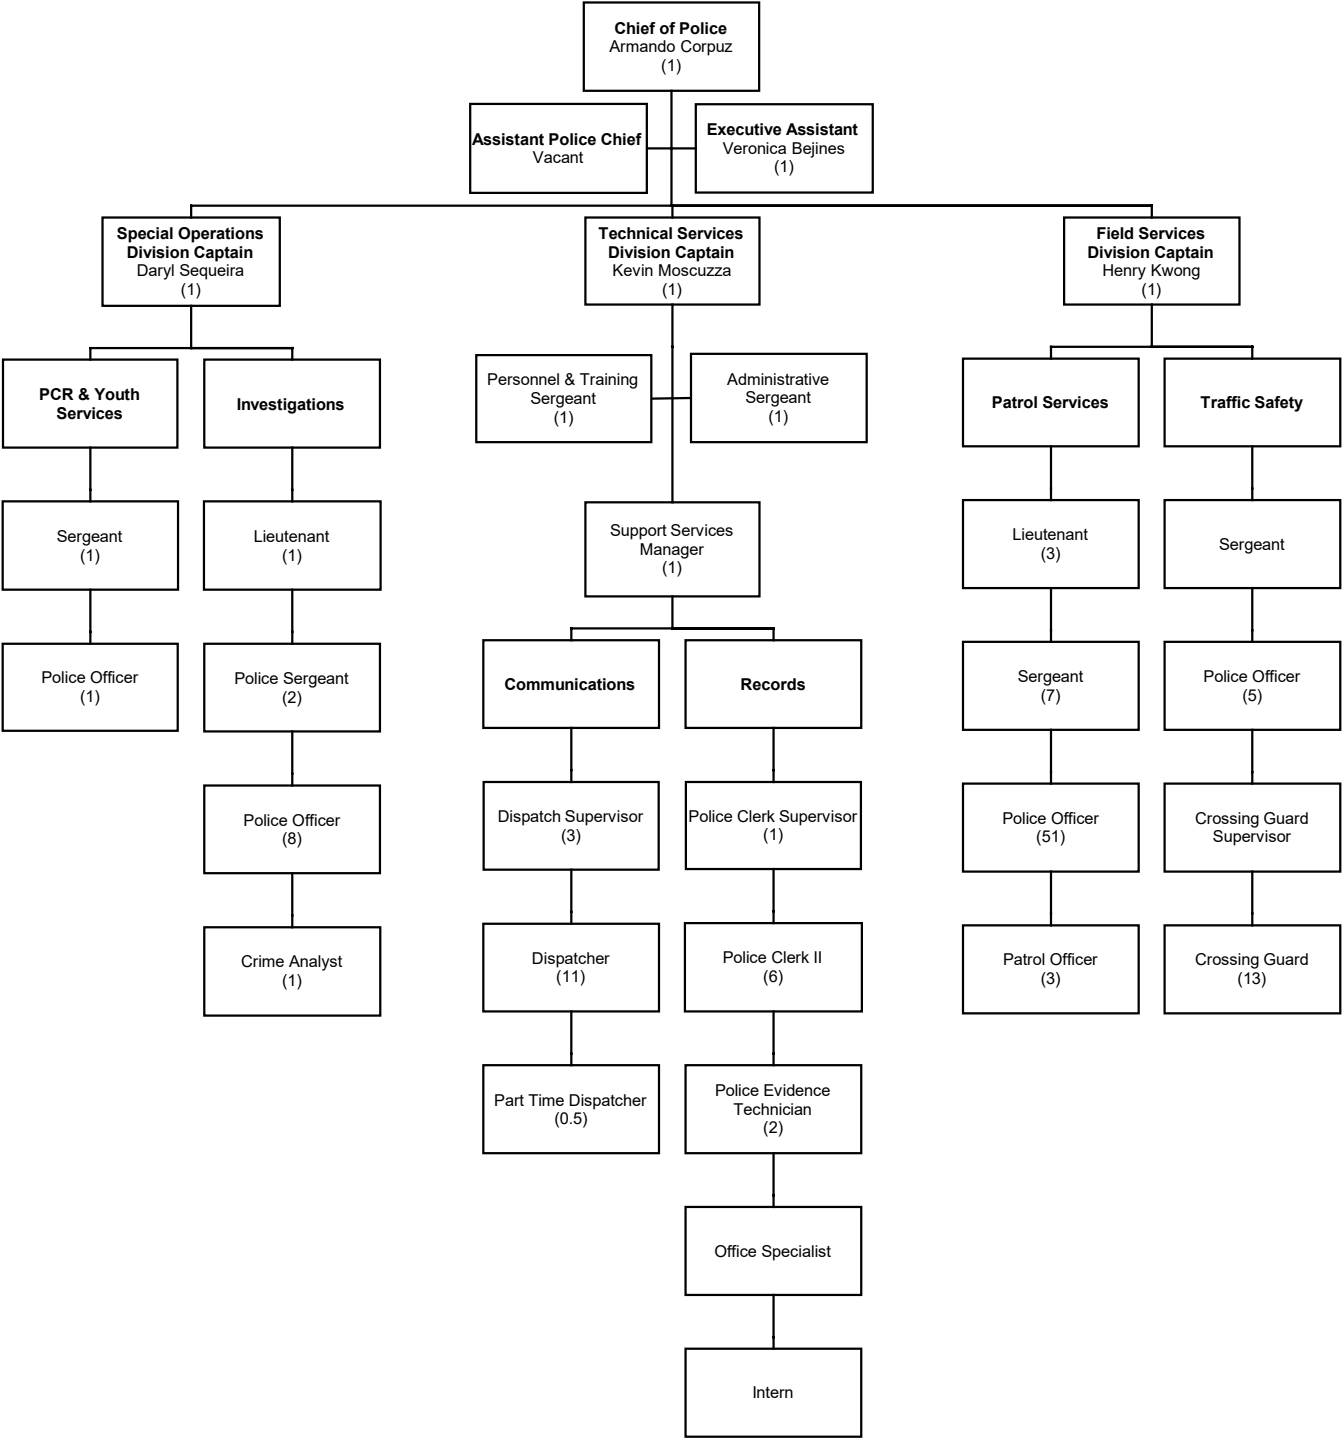 Chief of Police
Armando Corpuz
(1)
Assistant Police Chief
Vacant
Executive Assistant
Veronica Bejines
(1)
Special Operations
Division Captain
Daryl Sequeira
(1)
Technical Services
Division Captain
Kevin Moscuzza
(1)
Field Services
Division Captain
Henry Kwong
(1)
PCR & Youth
Services
Sergeant
(1)
Police Officer
(1)
Investigations
Lieutenant
(1)
Police Sergeant
(2)
Police Officer
(8)
Crime Analyst
(1)
Personnel & Training
Sergeant
(1)
Administrative
Sergeant
(1)
Support Services
Manager
(1)
Communications
Dispatch Supervisor
(3)
Dispatcher
(11)
Part Time Dispatcher
(0.5)
Records
Police Clerk Supervisor
(1)
Police Clerk II
(6)
Police Evidence
Technician
(2)
Office Specialist
Intern
Patrol Services
Lieutenant
(3)
Sergeant
(7)
Police Officer
(51)
Patrol Officer
(3)
Traffic Safety
Sergeant
Police Officer
(5)
Crossing Guard
Supervisor
Crossing Guard
(13)